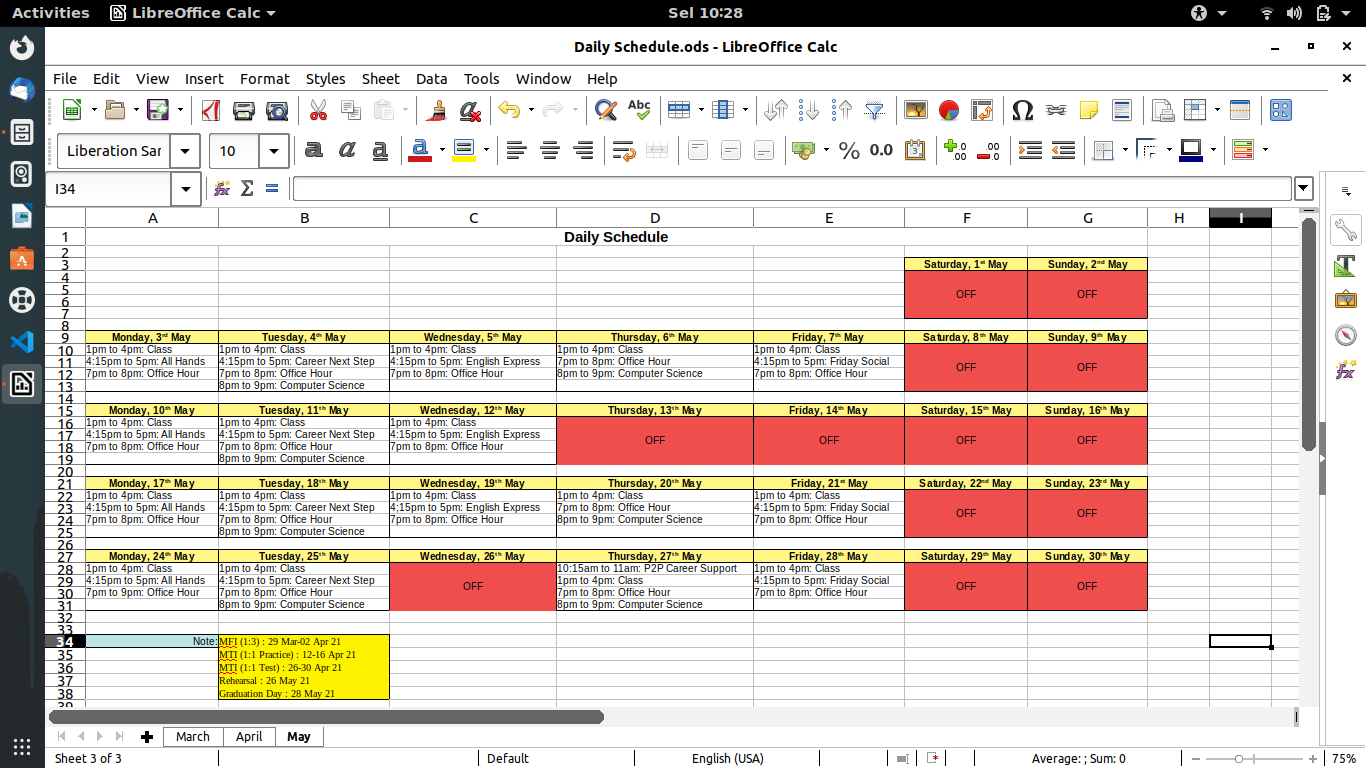 Activities LibreOffice Calc Sel 10:28
Daily Schedule.ods - LibreOffice Calc
File Edit View Insert Format Styles Sheet Data Tools Window Help
Liberation Sar 10
I34
A B C D E F G H I
1 Daily Schedule
2
3 Saturday, 1st May Sunday, 2nd May
4
5 OFF OFF
6
7
8
9 Monday, 3rd May Tuesday, 4th May Wednesday, 5th May Thursday, 6th May Friday, 7th May Saturday, 8th May Sunday, 9th May
10 1pm to 4pm: Class 1pm to 4pm: Class 1pm to 4pm: Class 1pm to 4pm: Class 1pm to 4pm: Class
11 4:15pm to 5pm: All Hands 4:15pm to 5pm: Career Next Step 4:15pm to 5pm: English Express 7pm to 8pm: Office Hour 4:15pm to 5pm: Friday Social OFF OFF
12 7pm to 8pm: Office Hour 7pm to 8pm: Office Hour 7pm to 8pm: Office Hour 8pm to 9pm: Computer Science 7pm to 8pm: Office Hour
13 8pm to 9pm: Computer Science
14
15 Monday, 10th May Tuesday, 11th May Wednesday, 12th May Thursday, 13th May Friday, 14th May Saturday, 15th May Sunday, 16th May
16 1pm to 4pm: Class 1pm to 4pm: Class 1pm to 4pm: Class
17 4:15pm to 5pm: All Hands 4:15pm to 5pm: Career Next Step 4:15pm to 5pm: English Express OFF OFF OFF OFF
18 7pm to 8pm: Office Hour 7pm to 8pm: Office Hour 7pm to 8pm: Office Hour
19 8pm to 9pm: Computer Science
20
21 Monday, 17th May Tuesday, 18th May Wednesday, 19th May Thursday, 20th May Friday, 21st May Saturday, 22nd May Sunday, 23rd May
22 1pm to 4pm: Class 1pm to 4pm: Class 1pm to 4pm: Class 1pm to 4pm: Class 1pm to 4pm: Class
23 4:15pm to 5pm: All Hands 4:15pm to 5pm: Career Next Step 4;15pm to 5pm: English Express 7pm to 8pm: Office Hour 4:15pm to 5pm: Friday Social OFF OFF
24 7pm to 8pm: Office Hour 7pm to 8pm: Office Hour 7pm to 8pm: Office Hour 8pm to 9pm: Computer Science 7pm to 8pm: Office Hour
25 8pm to 9pm: Computer Science
26
27 Monday, 24th May Tuesday, 25th May Wednesday, 26th May Thursday, 27th May Friday, 28th May Saturday, 29th May Sunday, 30th May
28 1pm to 4pm: Class 1pm to 4pm: Class 10:15am to 11am: P2P Career Support 1pm to 4pm: Class
29 4:15pm to 5pm: All Hands 4:15pm to 5pm: Career Next Step OFF 1pm to 4pm: Class 4:15pm to 5pm: Friday Social OFF OFF
30 7pm to 9pm: Office Hour 7pm to 8pm: Office Hour 7pm to 8pm: Office Hour 7pm to 8pm: Office Hour
31 8pm to 9pm: Computer Science 8pm to 9pm: Computer Science
32
33
34 Note: MFI (1:3) : 29 Mar-02 Apr 21
35 MTI (1:1 Practice) : 12-16 Apr 21
36 MTI (1:1 Test) : 26-30 Apr 21
37 Rehearsal : 26 May 21
38 Graduation Day : 28 May 21
39
March April May
Sheet 3 of 3 Default English (USA) Average: ; Sum: 0 75%